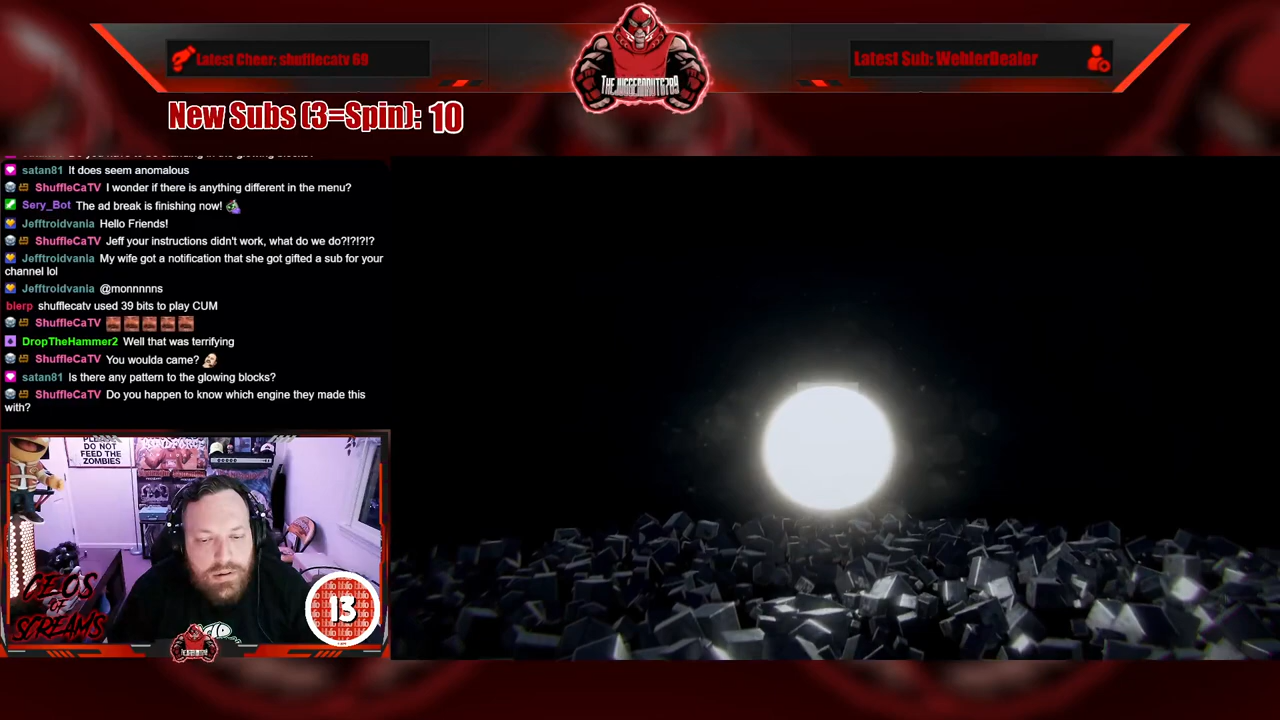 Latest Cheer: shufflecatv 69
THEJUGGERNAUT6789
Latest Sub: WehlerDealer
New Subs (3=Spin): 10
satan81 It does seem anomalous
ShuffleCaTV I wonder if there is anything different in the menu?
Sery_Bot The ad break is finishing now!
Jefftroidvania Hello Friends!
ShuffleCaTV Jeff your instructions didn't work, what do we do?!?!?!?
Jefftroidvania My wife got a notification that she got gifted a sub for your
channel lol
Jefftroidvania @monnnnns
blerp shufflecatv used 39 bits to play CUM
ShuffleCaTV
DropTheHammer2 Well that was terrifying
ShuffleCaTV You woulda came?
satan81 Is there any pattern to the glowing blocks?
ShuffleCaTV Do you happen to know which engine they made this
with?
PLEASE
DO NOT
FEED THE
ZOMBIES
GEOS
OF
SCREAMS
13